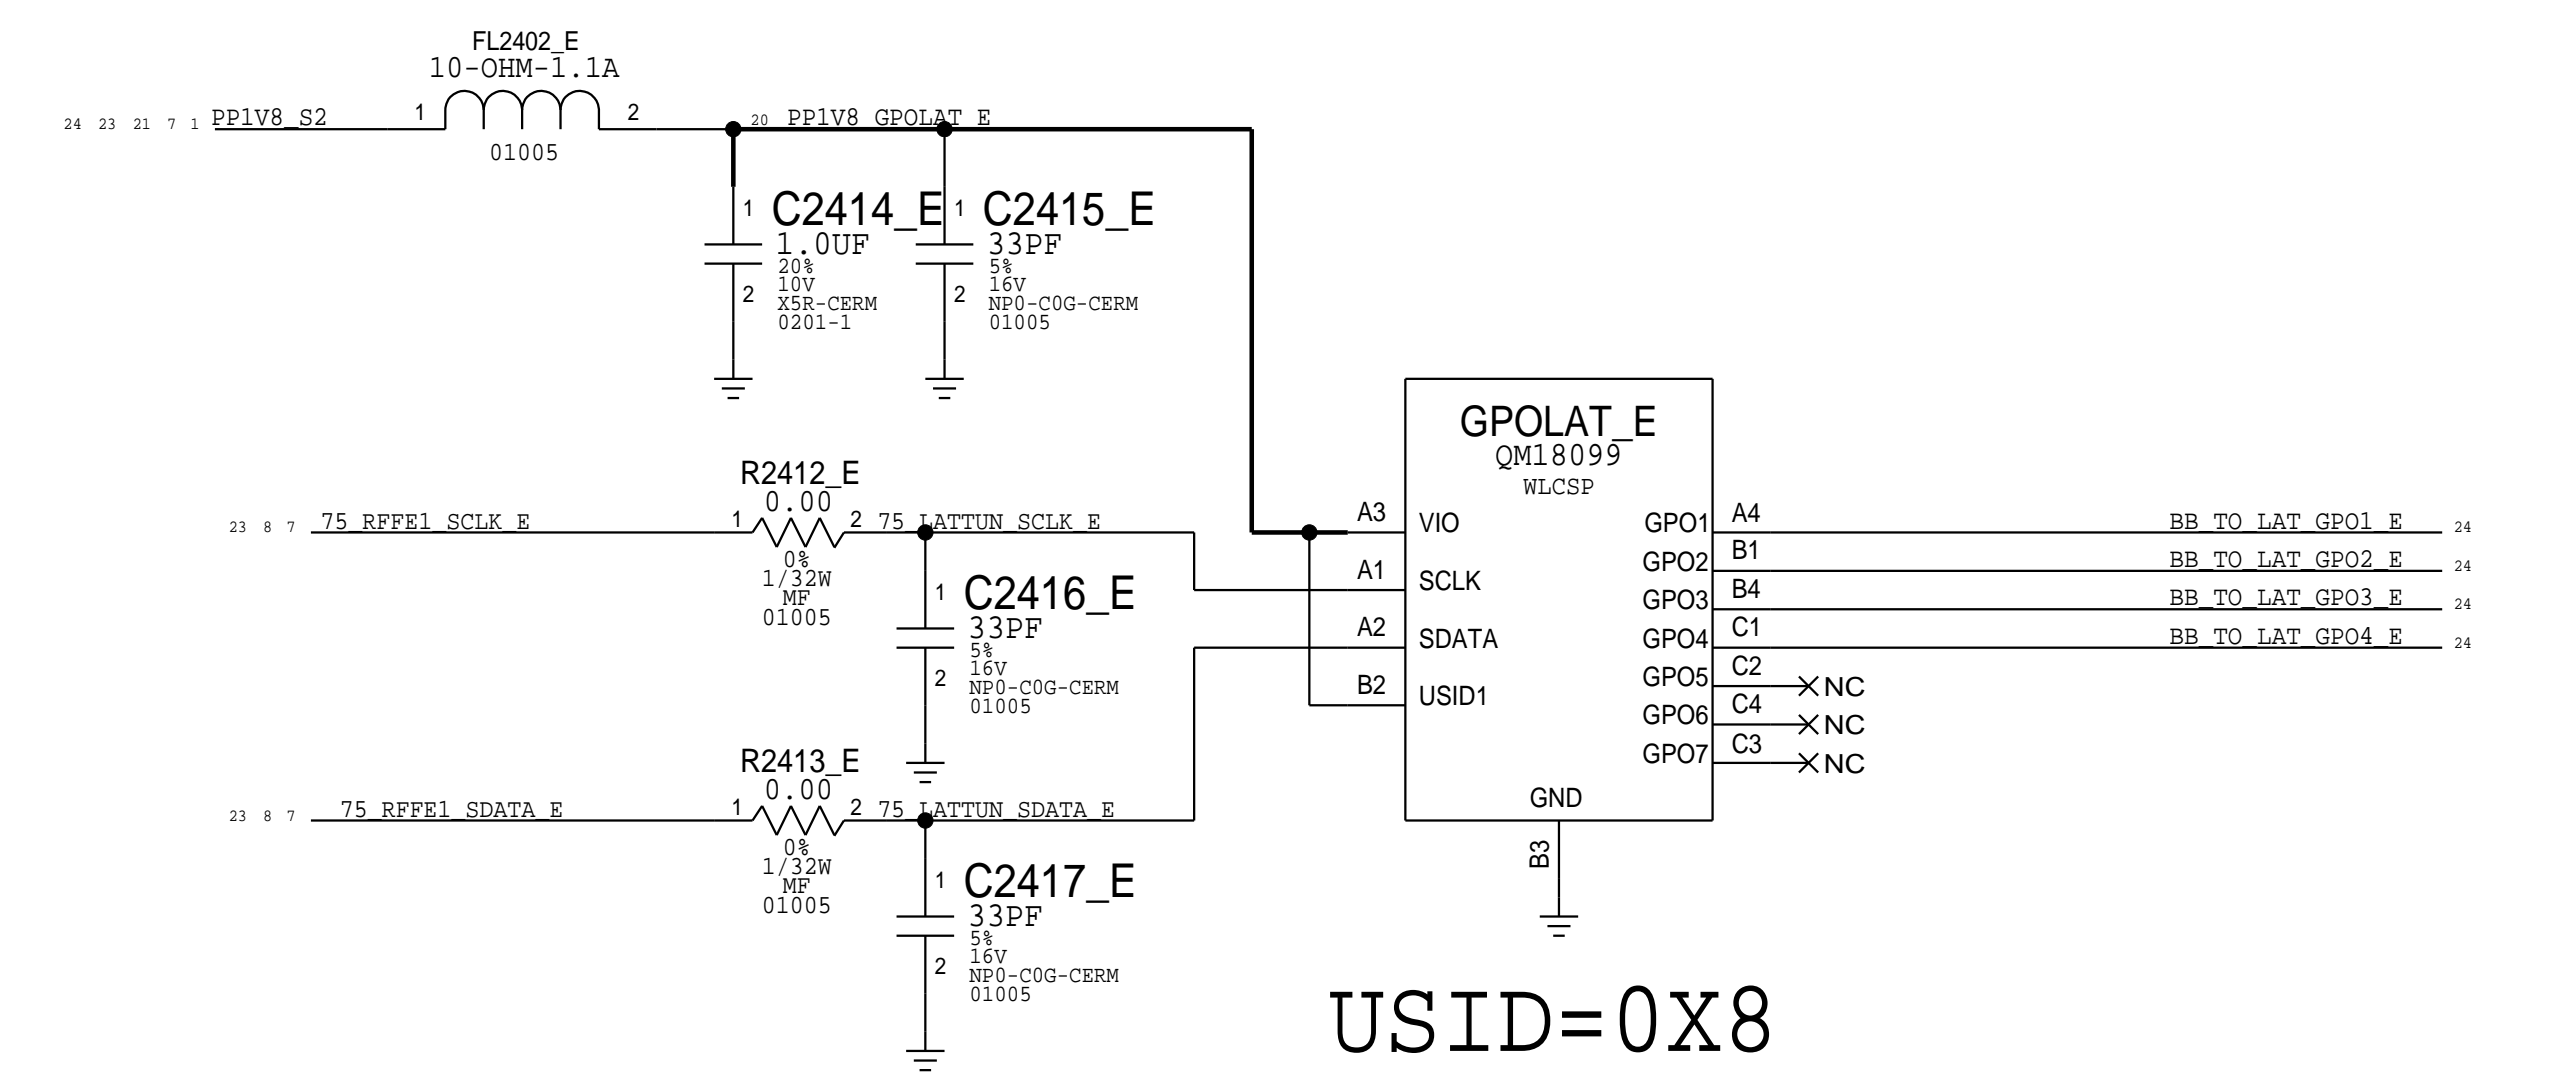 FL2402_E
10-OHM-1.1A
24 23 21 7 1 PP1V8_S2 1 2 20 PP1V8_GPOLAT_E
01005
1 C2414_E
1.0UF
20%
10V
2 X5R-CERM
0201-1
1 C2415_E
33PF
5%
16V
2 NP0-C0G-CERM
01005
R2412_E
0.00
23 8 7 75_RFFE1_SCLK_E 1 2 75_LATTUN_SCLK_E
0%
1/32W
MF
01005
1 C2416_E
33PF
5%
16V
2 NP0-C0G-CERM
01005
R2413_E
0.00
23 8 7 75_RFFE1_SDATA_E 1 2 75_LATTUN_SDATA_E
0%
1/32W
MF
01005
1 C2417_E
33PF
5%
16V
2 NP0-C0G-CERM
01005
GPOLAT_E
QM18099
WLCSP
A3 VIO
A1 SCLK
A2 SDATA
B2 USID1
GPO1 A4 BB_TO_LAT_GPO1_E 24
GPO2 B1 BB_TO_LAT_GPO2_E 24
GPO3 B4 BB_TO_LAT_GPO3_E 24
GPO4 C1 BB_TO_LAT_GPO4_E 24
GPO5 C2 NC
GPO6 C4 NC
GPO7 C3 NC
GND
B3
USID=0X8